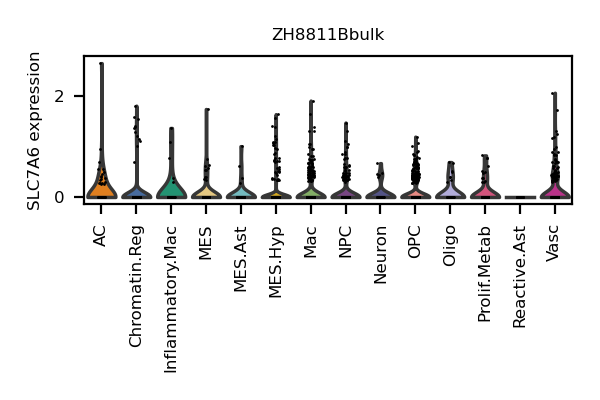 ZH8811Bbulk
SLC7A6 expression
2
0
AC
Chromatin.Reg
Inflammatory.Mac
MES
MES.Ast
MES.Hyp
Mac
NPC
Neuron
OPC
Oligo
Prolif.Metab
Reactive.Ast
Vasc